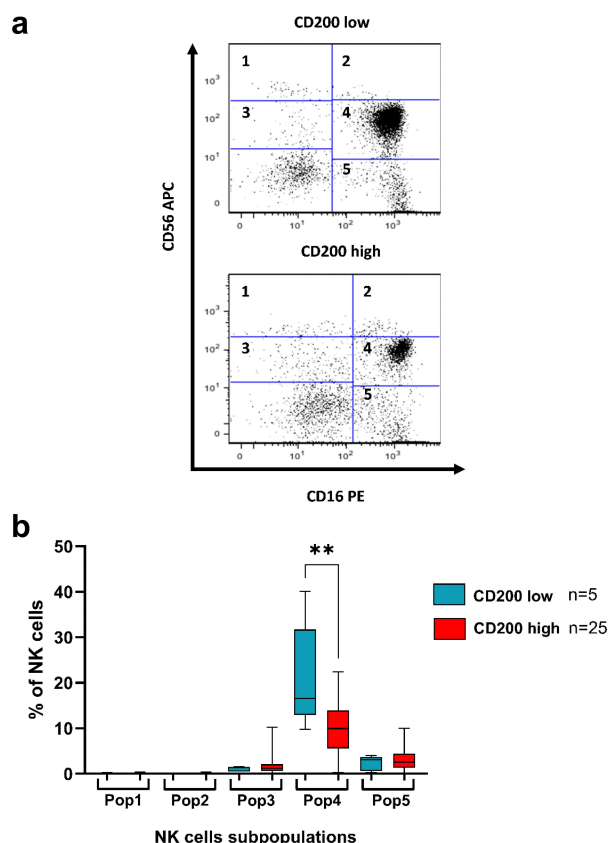 a
CD200 low
1 2
10³
3 4
10²
10¹
5
0
0 10¹ 10² 10³
CD56 APC
CD200 high
1 2
10³
3 4
10²
10¹
5
0
0 10¹ 10² 10³
CD16 PE
b
50
**
40
CD200 low n=5
CD200 high n=25
30
20
10
0
% of NK cells
Pop1 Pop2 Pop3 Pop4 Pop5
NK cells subpopulations